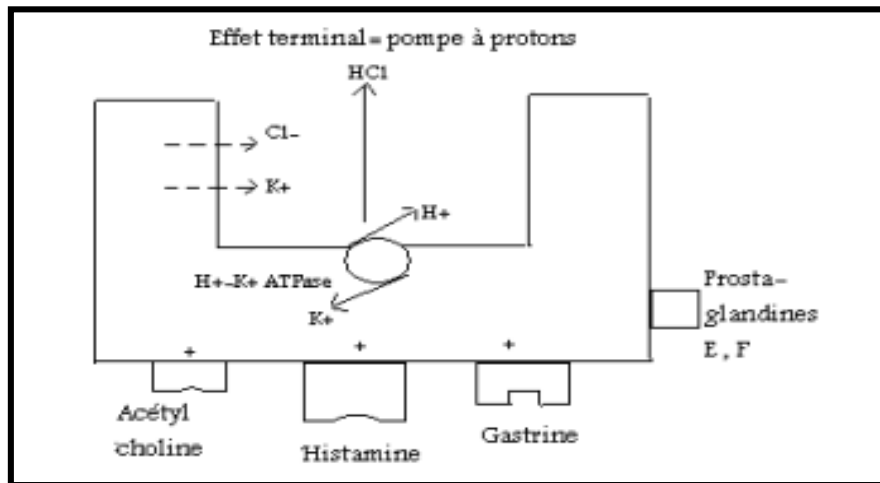 Effet terminal= pompe à protons
HCl
Cl-
K+
H+
H+-K+ ATPase
K+
Prosta-
glandines
E , F
+
+
+
Acétyl
choline
Histamine
Gastrine